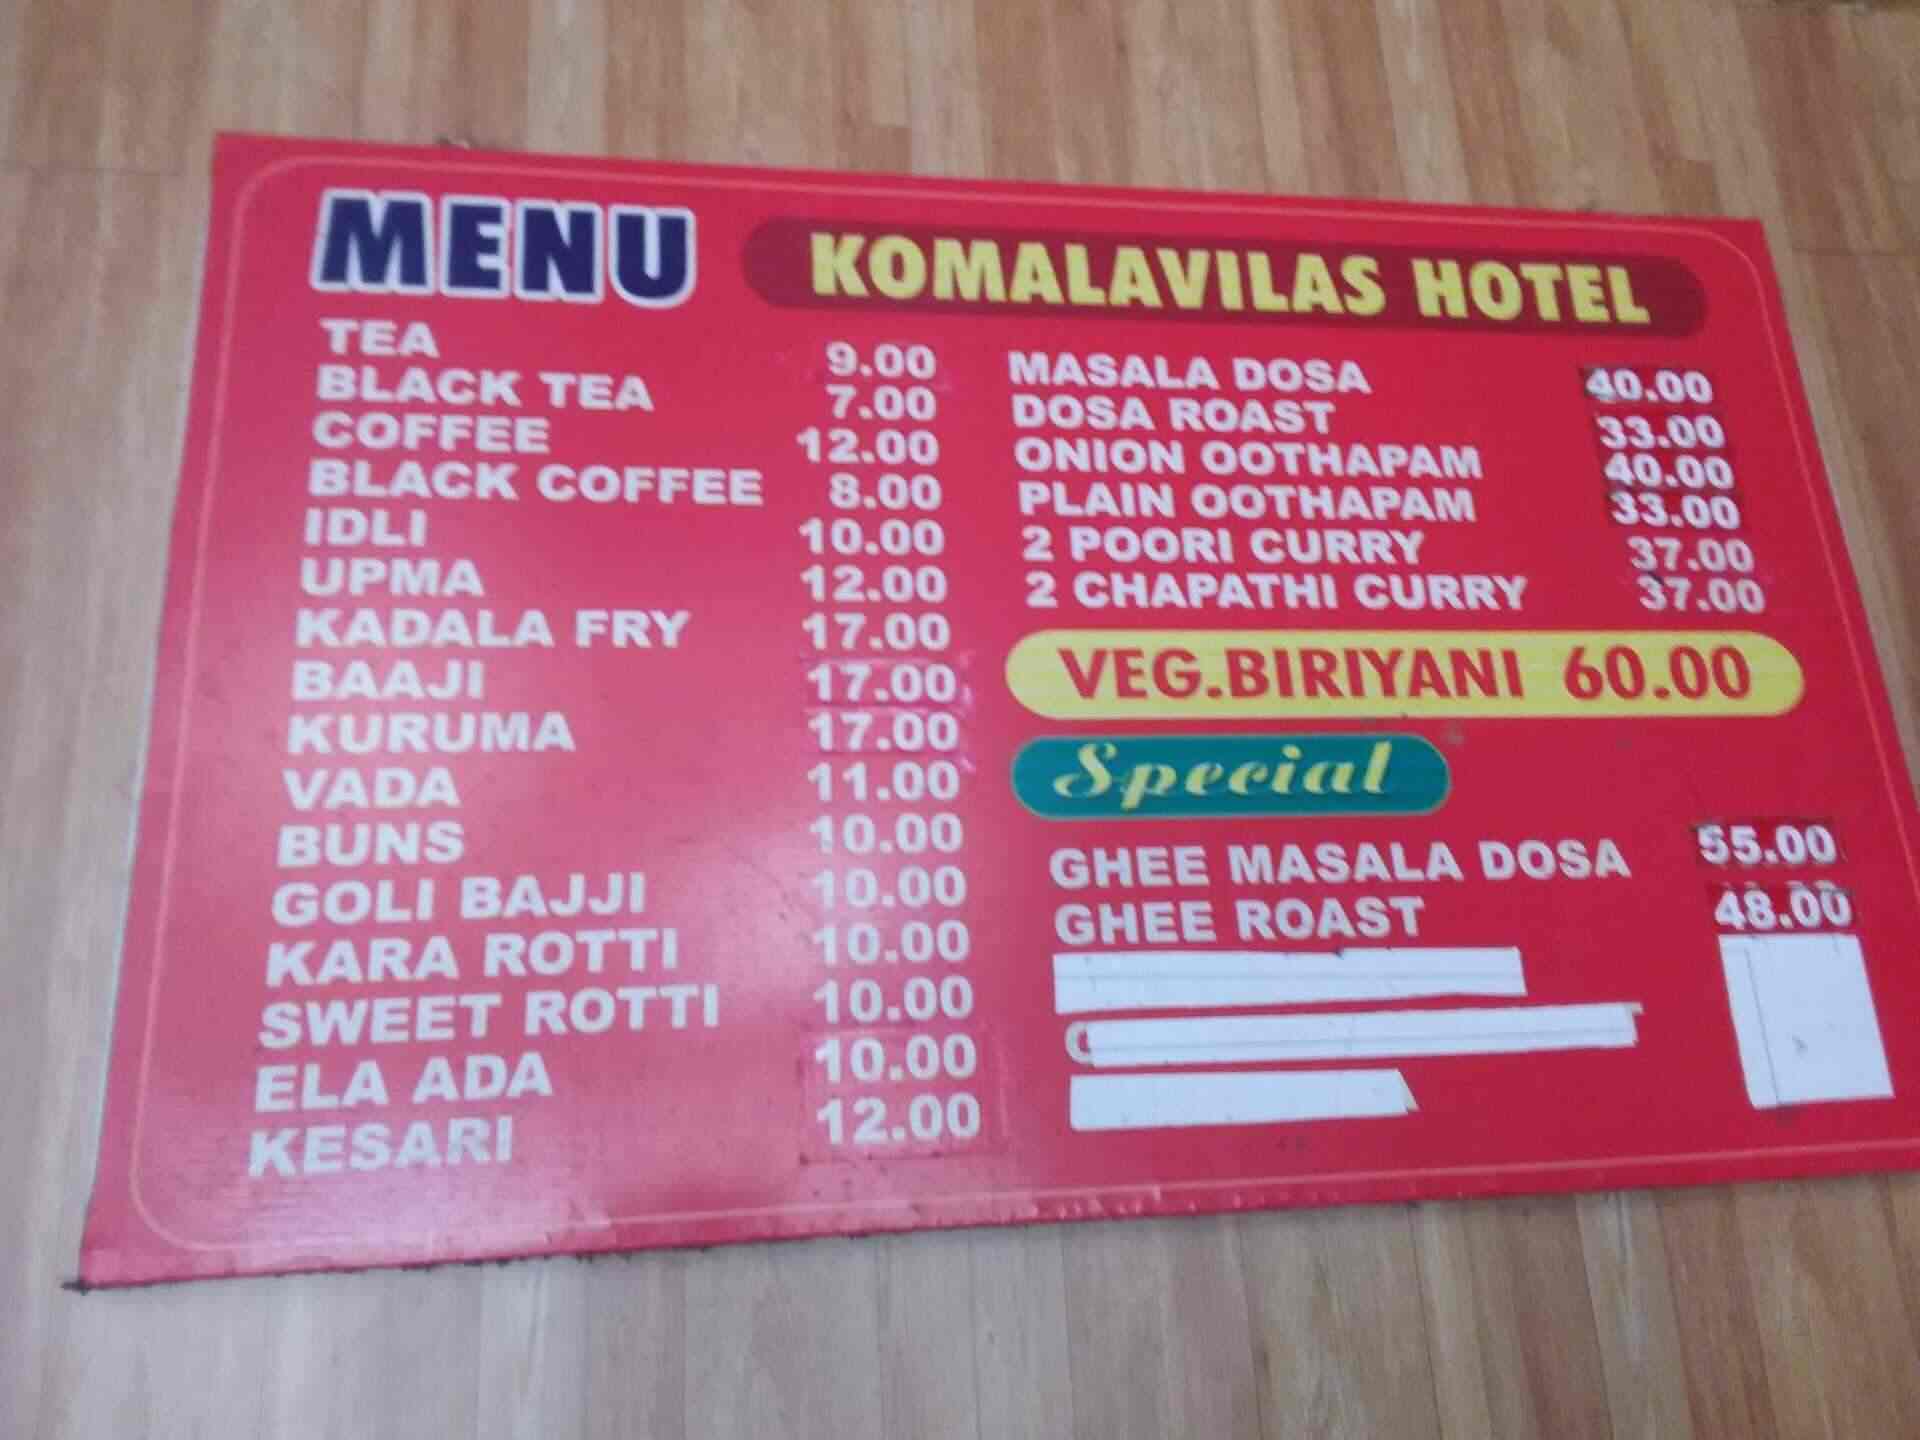 MENU
KOMALAVILAS HOTEL
TEA 9.00
BLACK TEA 7.00
COFFEE 12.00
BLACK COFFEE 8.00
IDLI 10.00
UPMA 12.00
KADALA FRY 17.00
BAAJI 17.00
KURUMA 17.00
VADA 11.00
BUNS 10.00
GOLI BAJJI 10.00
KARA ROTTI 10.00
SWEET ROTTI 10.00
ELA ADA 10.00
KESARI 12.00
MASALA DOSA 40.00
DOSA ROAST 33.00
ONION OOTHAPAM 40.00
PLAIN OOTHAPAM 33.00
2 POORI CURRY 37.00
2 CHAPATHI CURRY 37.00
VEG.BIRIYANI 60.00
Special
GHEE MASALA DOSA 55.00
GHEE ROAST 48.00